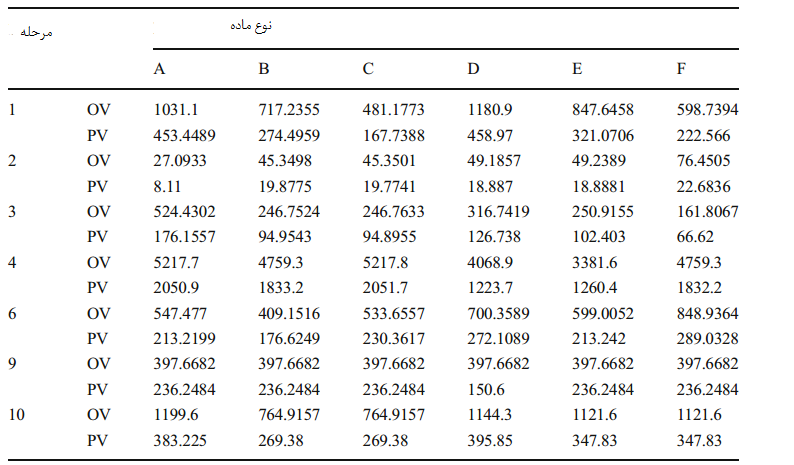 مرحله نوع ماده
A B C D E F
1 OV 1031.1 717.2355 481.1773 1180.9 847.6458 598.7394
PV 453.4489 274.4959 167.7388 458.97 321.0706 222.566
2 OV 27.0933 45.3498 45.3501 49.1857 49.2389 76.4505
PV 8.11 19.8775 19.7741 18.887 18.8881 22.6836
3 OV 524.4302 246.7524 246.7633 316.7419 250.9155 161.8067
PV 176.1557 94.9543 94.8955 126.738 102.403 66.62
4 OV 5217.7 4759.3 5217.8 4068.9 3381.6 4759.3
PV 2050.9 1833.2 2051.7 1223.7 1260.4 1832.2
6 OV 547.477 409.1516 533.6557 700.3589 599.0052 848.9364
PV 213.2199 176.6249 230.3617 272.1089 213.242 289.0328
9 OV 397.6682 397.6682 397.6682 397.6682 397.6682 397.6682
PV 236.2484 236.2484 236.2484 150.6 236.2484 236.2484
10 OV 1199.6 764.9157 764.9157 1144.3 1121.6 1121.6
PV 383.225 269.38 269.38 395.85 347.83 347.83